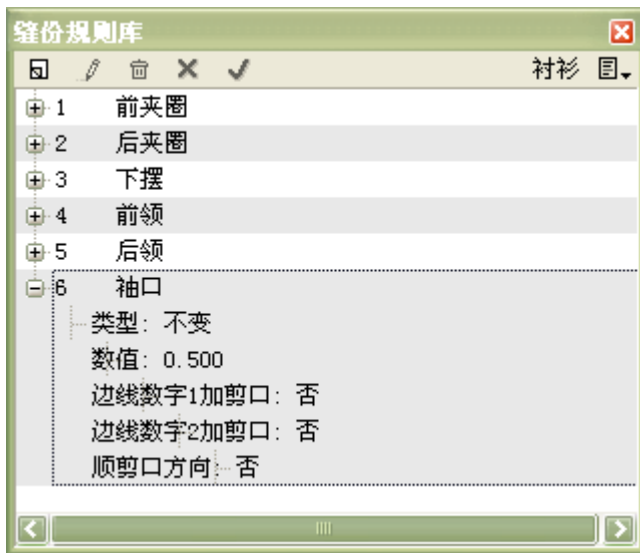 缝份规则库
衬衫
1 前夹圈
2 后夹圈
3 下摆
4 前领
5 后领
6 袖口
类型: 不变
数值: 0.500
边线数字1加剪口: 否
边线数字2加剪口: 否
顺剪口方向: 否